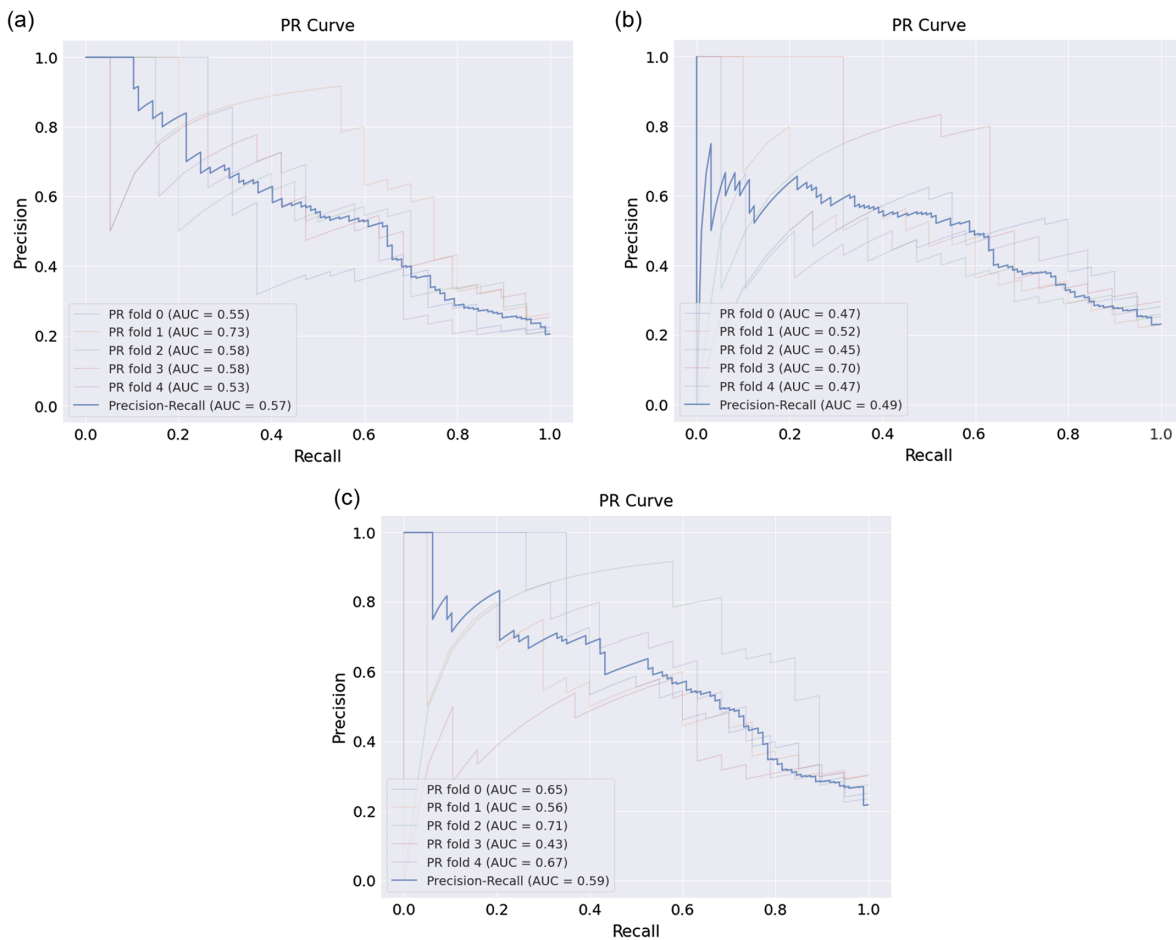 (a)
PR Curve
Precision
1.0
0.8
0.6
0.4
0.2
0.0
PR fold 0 (AUC = 0.55)
PR fold 1 (AUC = 0.73)
PR fold 2 (AUC = 0.58)
PR fold 3 (AUC = 0.58)
PR fold 4 (AUC = 0.53)
Precision-Recall (AUC = 0.57)
0.0 0.2 0.4 0.6 0.8 1.0
Recall
(b)
PR Curve
Precision
1.0
0.8
0.6
0.4
0.2
0.0
PR fold 0 (AUC = 0.47)
PR fold 1 (AUC = 0.52)
PR fold 2 (AUC = 0.45)
PR fold 3 (AUC = 0.70)
PR fold 4 (AUC = 0.47)
Precision-Recall (AUC = 0.49)
0.0 0.2 0.4 0.6 0.8 1.0
Recall
(c)
PR Curve
Precision
1.0
0.8
0.6
0.4
0.2
0.0
PR fold 0 (AUC = 0.65)
PR fold 1 (AUC = 0.56)
PR fold 2 (AUC = 0.71)
PR fold 3 (AUC = 0.43)
PR fold 4 (AUC = 0.67)
Precision-Recall (AUC = 0.59)
0.0 0.2 0.4 0.6 0.8 1.0
Recall